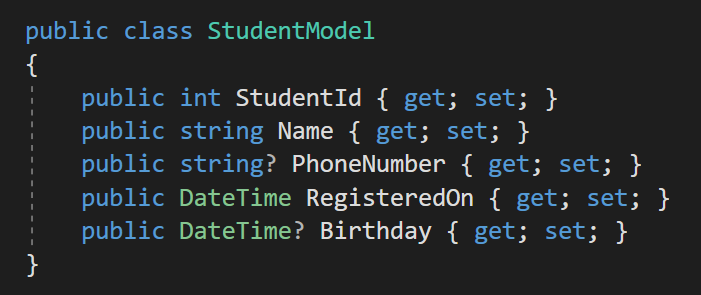 public class StudentModel
{
    public int StudentId { get; set; }
    public string Name { get; set; }
    public string? PhoneNumber { get; set; }
    public DateTime RegisteredOn { get; set; }
    public DateTime? Birthday { get; set; }
}